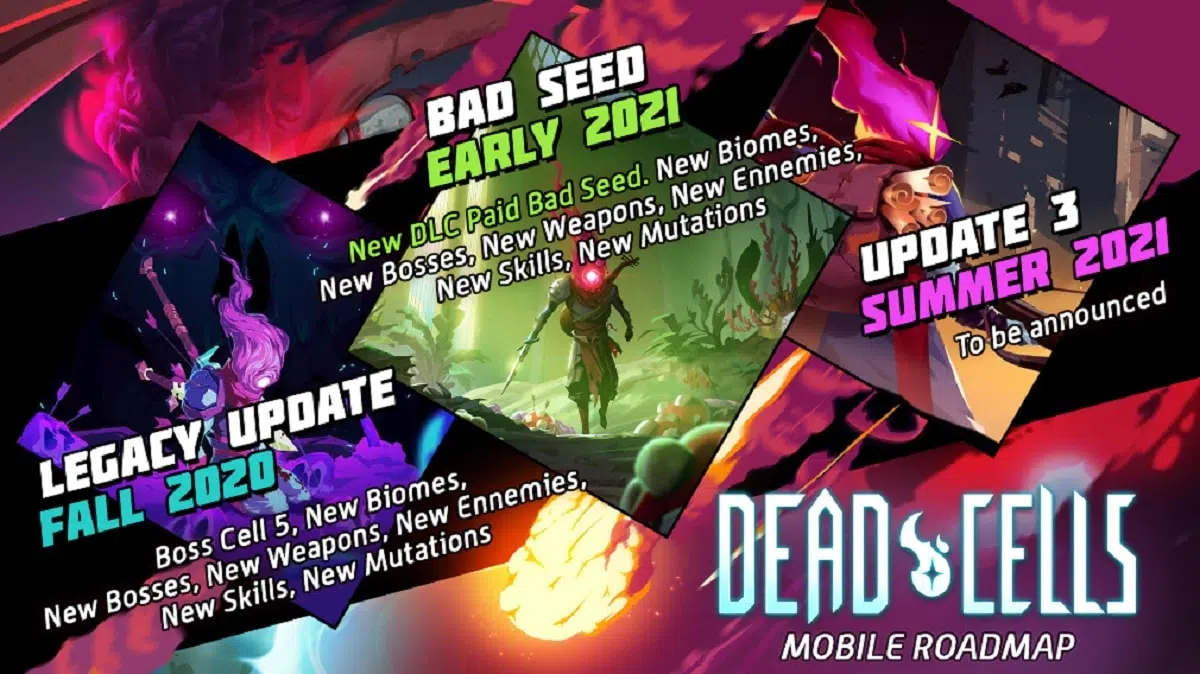 LEGACY UPDATE
FALL 2020
Boss Cell 5, New Biomes,
New Bosses, New Weapons, New Ennemies,
New Skills, New Mutations
BAD SEED
EARLY 2021
New DLC Paid Bad Seed. New Biomes,
New Bosses, New Weapons, New Ennemies,
New Skills, New Mutations
UPDATE 3
SUMMER 2021
To be announced
DEAD CELLS
MOBILE ROADMAP